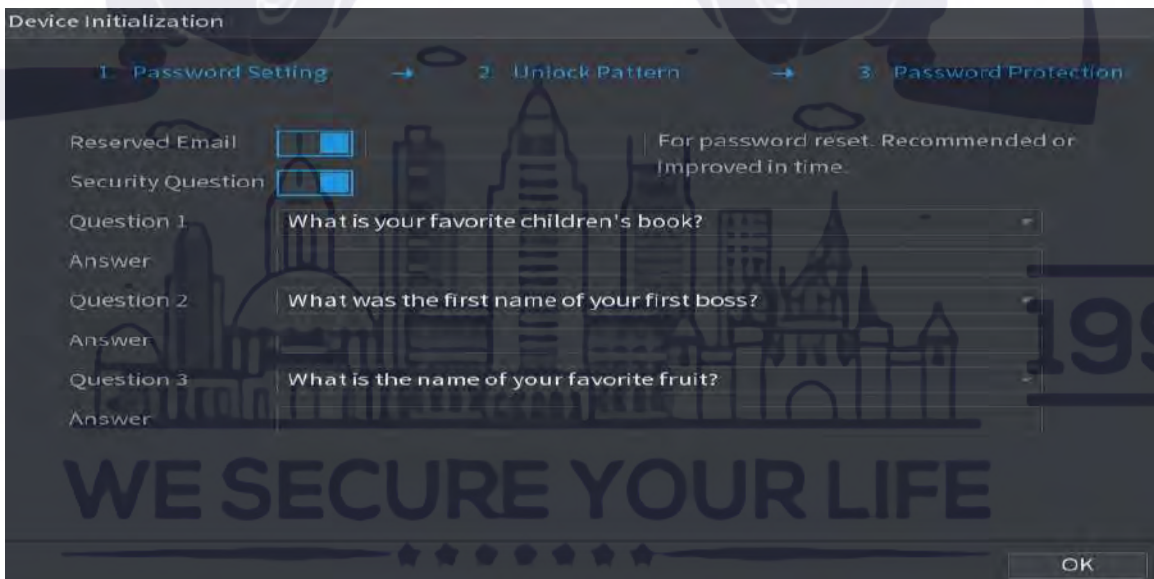 Device Initialization
1. Password Setting → 2. Unlock Pattern → 3. Password Protection
Reserved Email
For password reset. Recommended or
improved in time.
Security Question
Question 1 What is your favorite children's book?
Answer
Question 2 What was the first name of your first boss?
Answer
Question 3 What is the name of your favorite fruit?
Answer
199
WE SECURE YOUR LIFE
OK